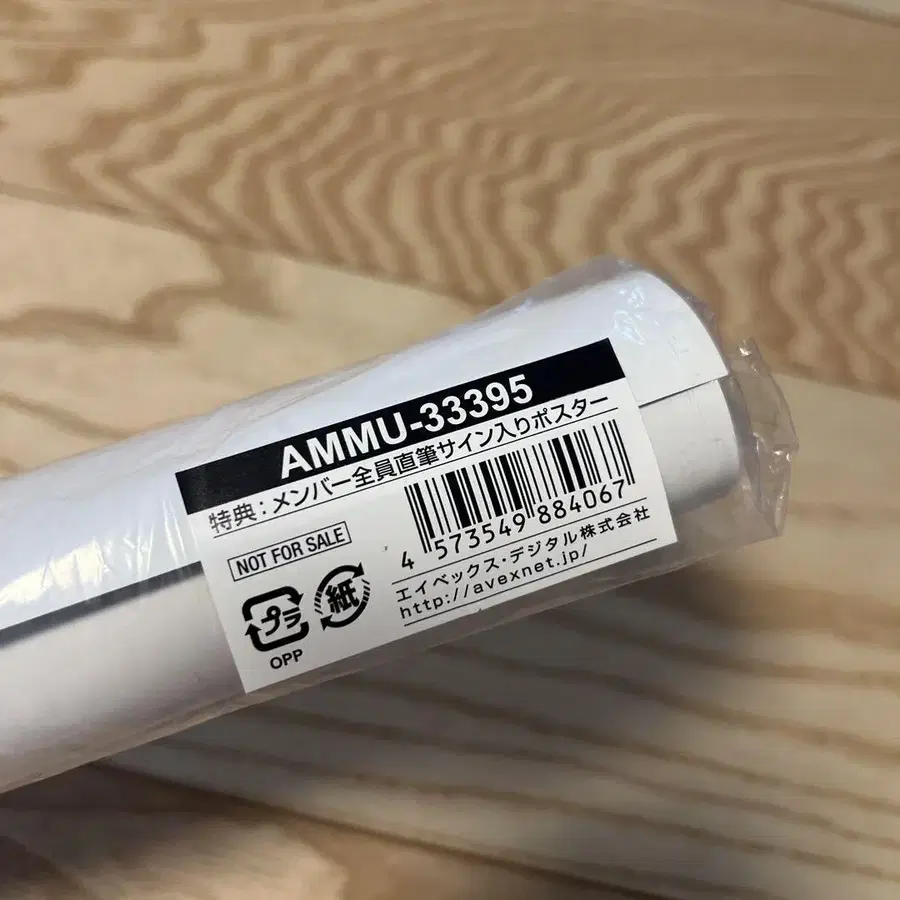 AMMU-33395
特典：メンバー全員直筆サイン入りポスター
NOT FOR SALE
4 573549 884067
エイベックス・デジタル株式会社
http://avexnet.jp/
プラ
紙
OPP